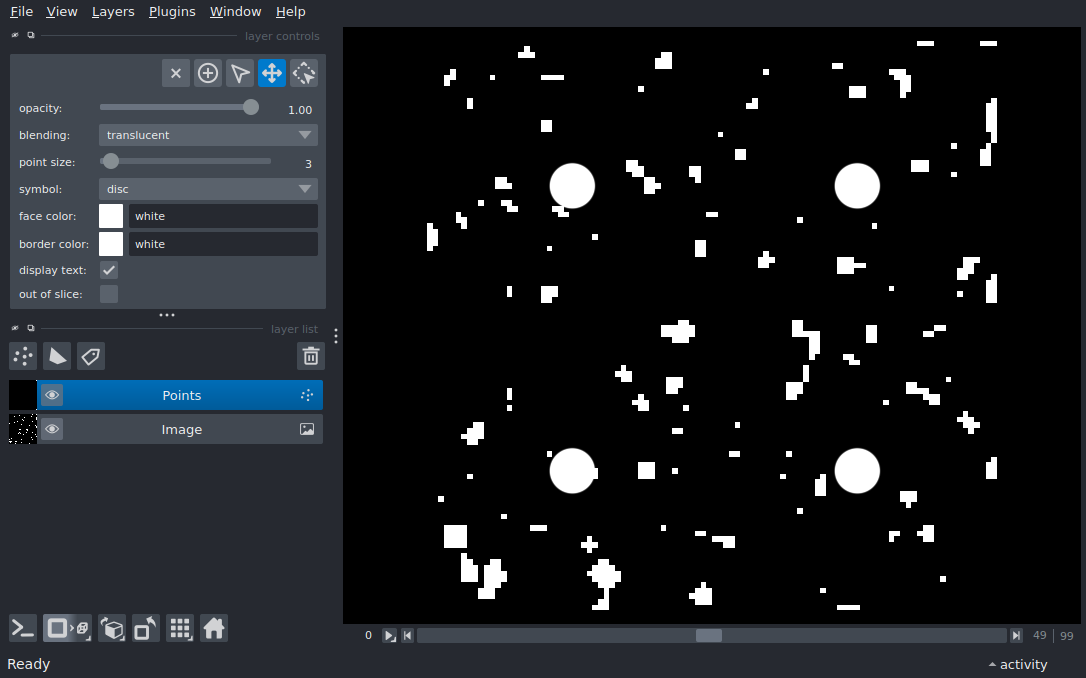 File View Layers Plugins Window Help
layer controls
opacity: 1.00
blending: translucent
point size: 3
symbol: disc
face color: white
border color: white
display text:
out of slice:
layer list
Points
Image
0 49 99
Ready activity